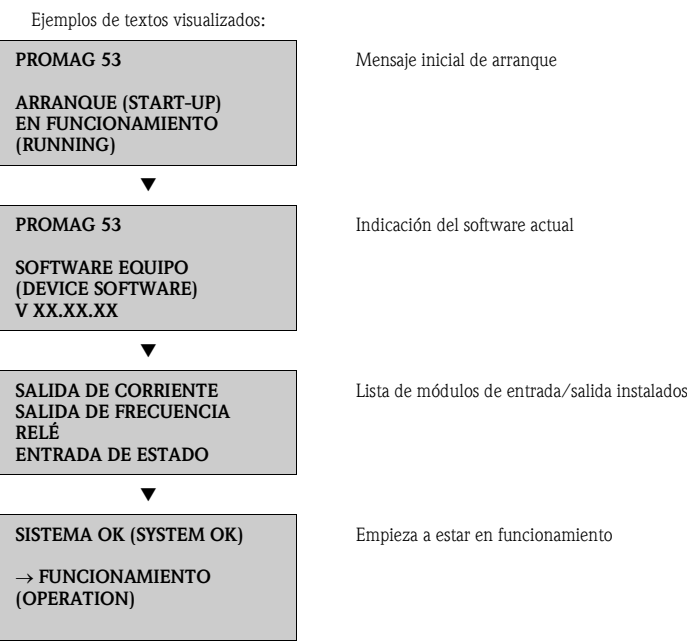 Ejemplos de textos visualizados:
PROMAG 53
ARRANQUE (START-UP)
EN FUNCIONAMIENTO
(RUNNING)
Mensaje inicial de arranque
▼
PROMAG 53
SOFTWARE EQUIPO
(DEVICE SOFTWARE)
V XX.XX.XX
Indicación del software actual
▼
SALIDA DE CORRIENTE
SALIDA DE FRECUENCIA
RELÉ
ENTRADA DE ESTADO
Lista de módulos de entrada/salida instalados
▼
SISTEMA OK (SYSTEM OK)
→ FUNCIONAMIENTO
(OPERATION)
Empieza a estar en funcionamiento